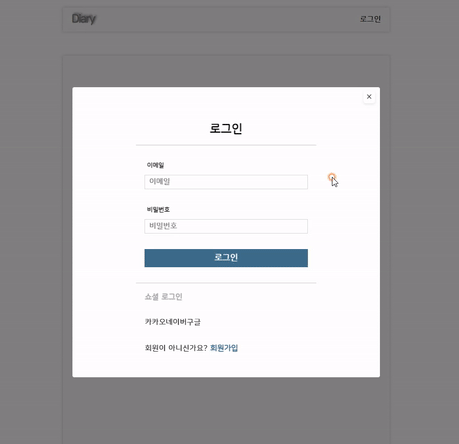 Diary
로그인
×
로그인
이메일
이메일
비밀번호
비밀번호
로그인
쇼셜 로그인
카카오네이버구글
회원이 아니신가요? 회원가입